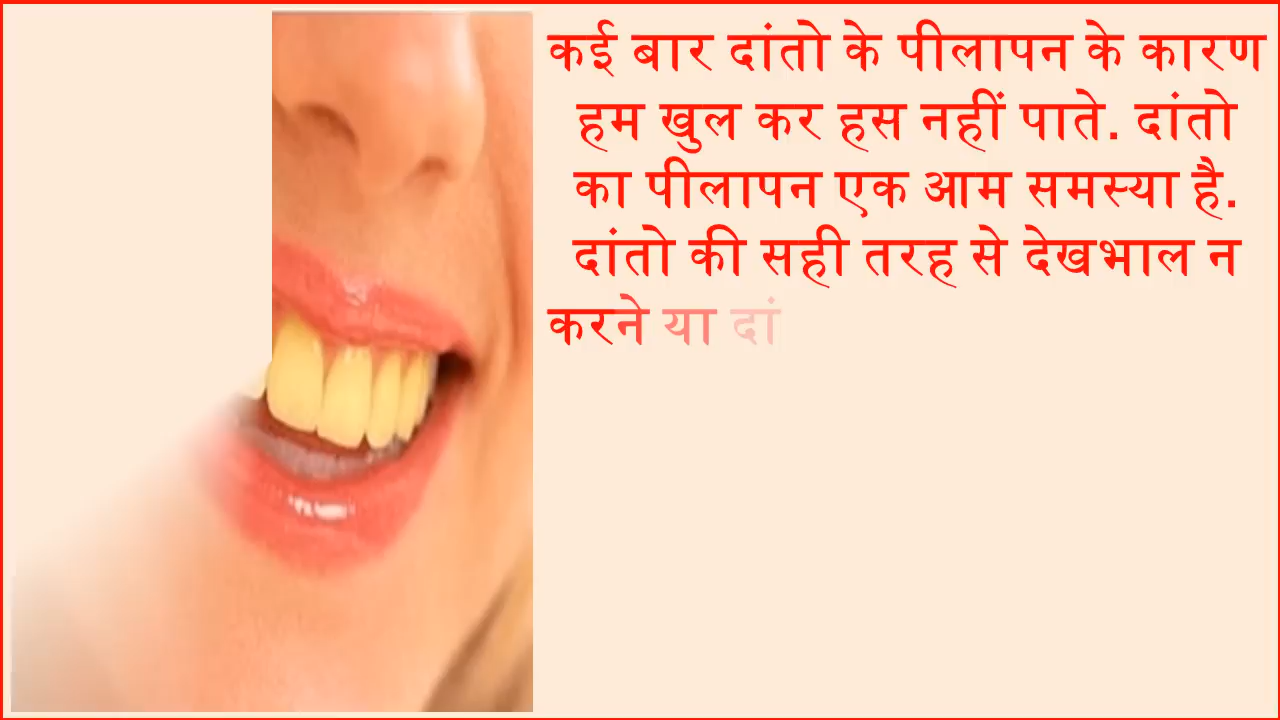 कई बार दांतो के पीलापन के कारण
हम खुल कर हस नहीं पाते. दांतो
का पीलापन एक आम समस्या है.
दांतो की सही तरह से देखभाल न
करने या दां